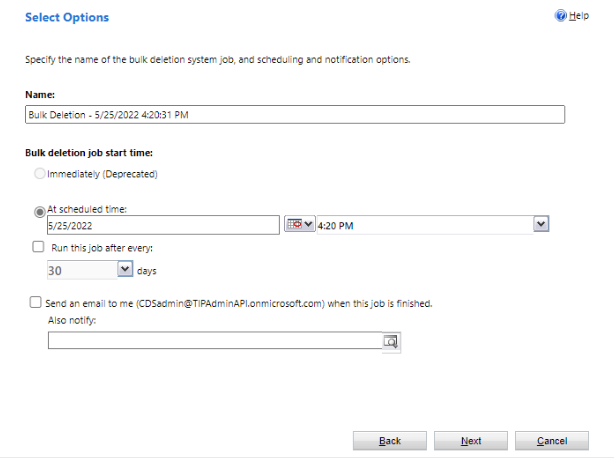 Select Options
Help
Specify the name of the bulk deletion system job, and scheduling and notification options.
Name:
Bulk Deletion - 5/25/2022 4:20:31 PM
Bulk deletion job start time:
Immediately (Deprecated)
At scheduled time:
5/25/2022
4:20 PM
Run this job after every:
30
days
Send an email to me (CDSadmin@TIPAdminAPI.onmicrosoft.com) when this job is finished.
Also notify:
Back
Next
Cancel